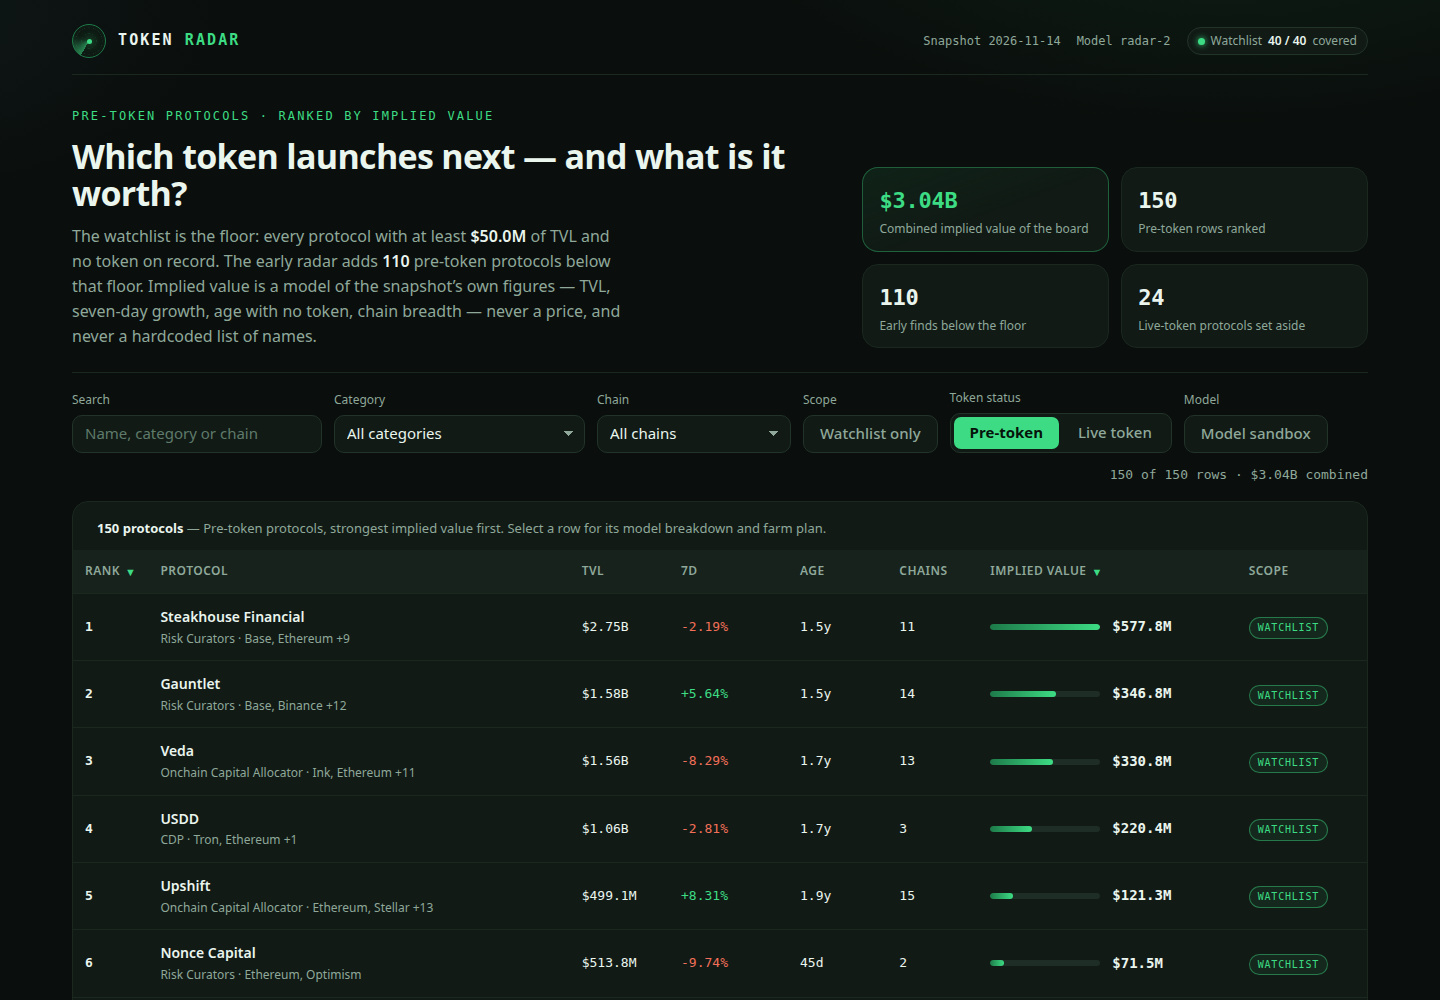 TOKEN RADAR
Snapshot 2026-11-14 Model radar-2 Watchlist 40 / 40 covered
PRE-TOKEN PROTOCOLS · RANKED BY IMPLIED VALUE
Which token launches next — and what is it
worth?
The watchlist is the floor: every protocol with at least $50.0M of TVL and
no token on record. The early radar adds 110 pre-token protocols below
that floor. Implied value is a model of the snapshot’s own figures — TVL,
seven-day growth, age with no token, chain breadth — never a price, and
never a hardcoded list of names.
$3.04B
Combined implied value of the board
150
Pre-token rows ranked
110
Early finds below the floor
24
Live-token protocols set aside
Search Category Chain Scope Token status Model
Name, category or chain All categories All chains Watchlist only Pre-token Live token Model sandbox
150 of 150 rows · $3.04B combined
150 protocols — Pre-token protocols, strongest implied value first. Select a row for its model breakdown and farm plan.
RANK ▼ PROTOCOL TVL 7D AGE CHAINS IMPLIED VALUE ▼ SCOPE
1 Steakhouse Financial $2.75B -2.19% 1.5y 11 $577.8M WATCHLIST
Risk Curators · Base, Ethereum +9
2 Gauntlet $1.58B +5.64% 1.5y 14 $346.8M WATCHLIST
Risk Curators · Base, Binance +12
3 Veda $1.56B -8.29% 1.7y 13 $330.8M WATCHLIST
Onchain Capital Allocator · Ink, Ethereum +11
4 USDD $1.06B -2.81% 1.7y 3 $220.4M WATCHLIST
CDP · Tron, Ethereum +1
5 Upshift $499.1M +8.31% 1.9y 15 $121.3M WATCHLIST
Onchain Capital Allocator · Ethereum, Stellar +13
6 Nonce Capital $513.8M -9.74% 45d 2 $71.5M WATCHLIST
Risk Curators · Ethereum, Optimism